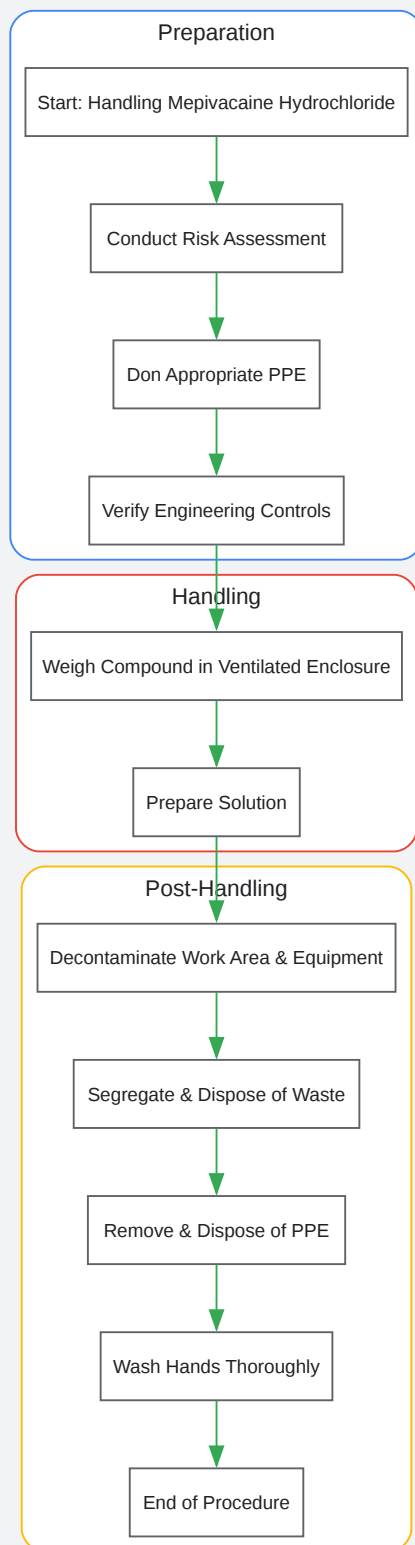 Preparation
Start: Handling Mepivacaine Hydrochloride
Conduct Risk Assessment
Don Appropriate PPE
Verify Engineering Controls
Handling
Weigh Compound in Ventilated Enclosure
Prepare Solution
Post-Handling
Decontaminate Work Area & Equipment
Segregate & Dispose of Waste
Remove & Dispose of PPE
Wash Hands Thoroughly
End of Procedure